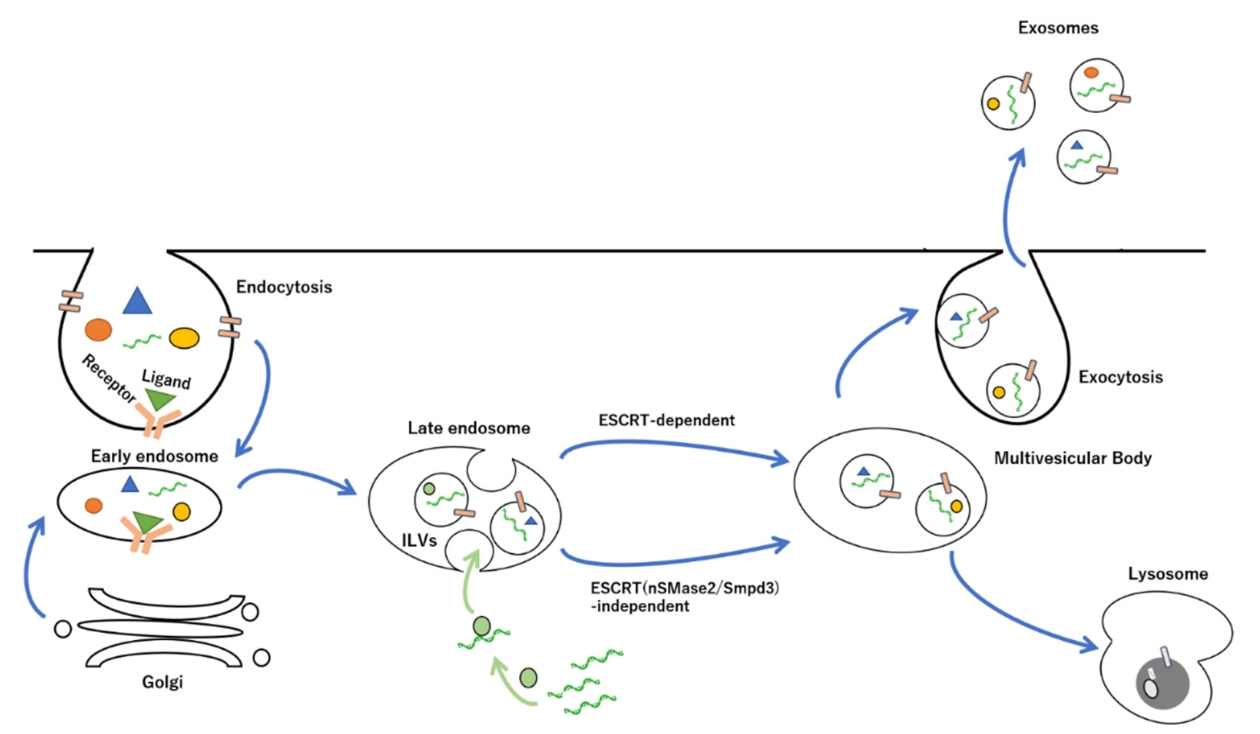 Exosomes
Endocytosis
Receptor
Ligand
Exocytosis
Early endosome
Late endosome
ESCRT-dependent
Multivesicular Body
ILVs
ESCRT(nSMase2/Smpd3)
-independent
Lysosome
Golgi